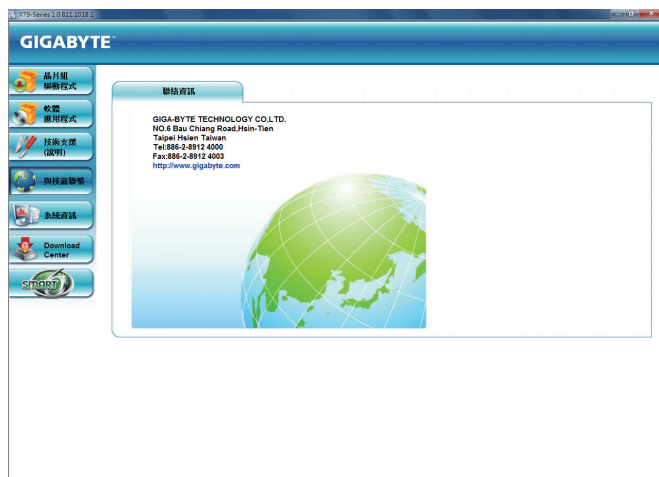 X79-Series 1.0 B11.1018.1
GIGABYTE™
晶片組
驅動程式
軟體
應用程式
技術支援
(說明)
與技嘉聯繫
系統資訊
Download
Center
SMART
聯絡資訊
GIGA-BYTE TECHNOLOGY CO,LTD.
NO.6 Bau Chiang Road,Hsin-Tien
Taipei Hsien Taiwan
Tel:886-2-8912 4000
Fax:886-2-8912 4003
http://www.gigabyte.com